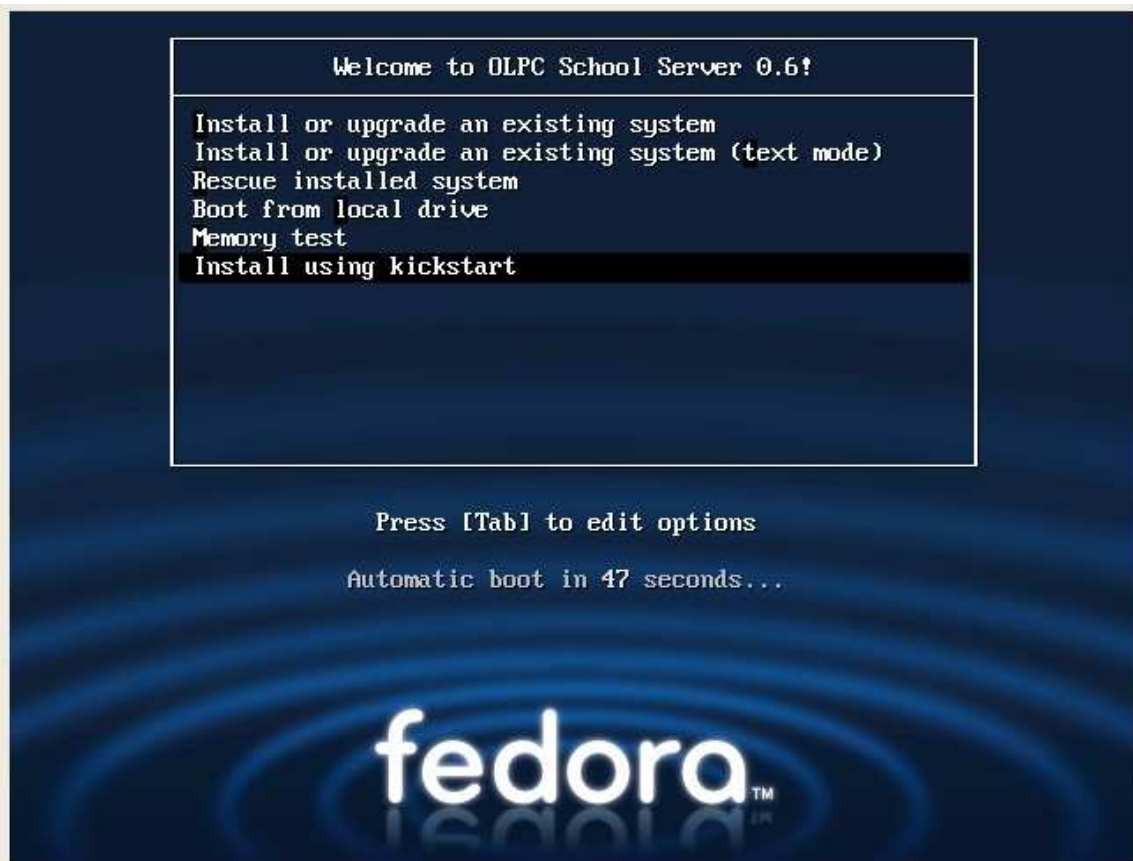 Welcome to OLPC School Server 0.6!
Install or upgrade an existing system
Install or upgrade an existing system (text mode)
Rescue installed system
Boot from local drive
Memory test
Install using kickstart
Press [Tab] to edit options
Automatic boot in 47 seconds...
fedora™